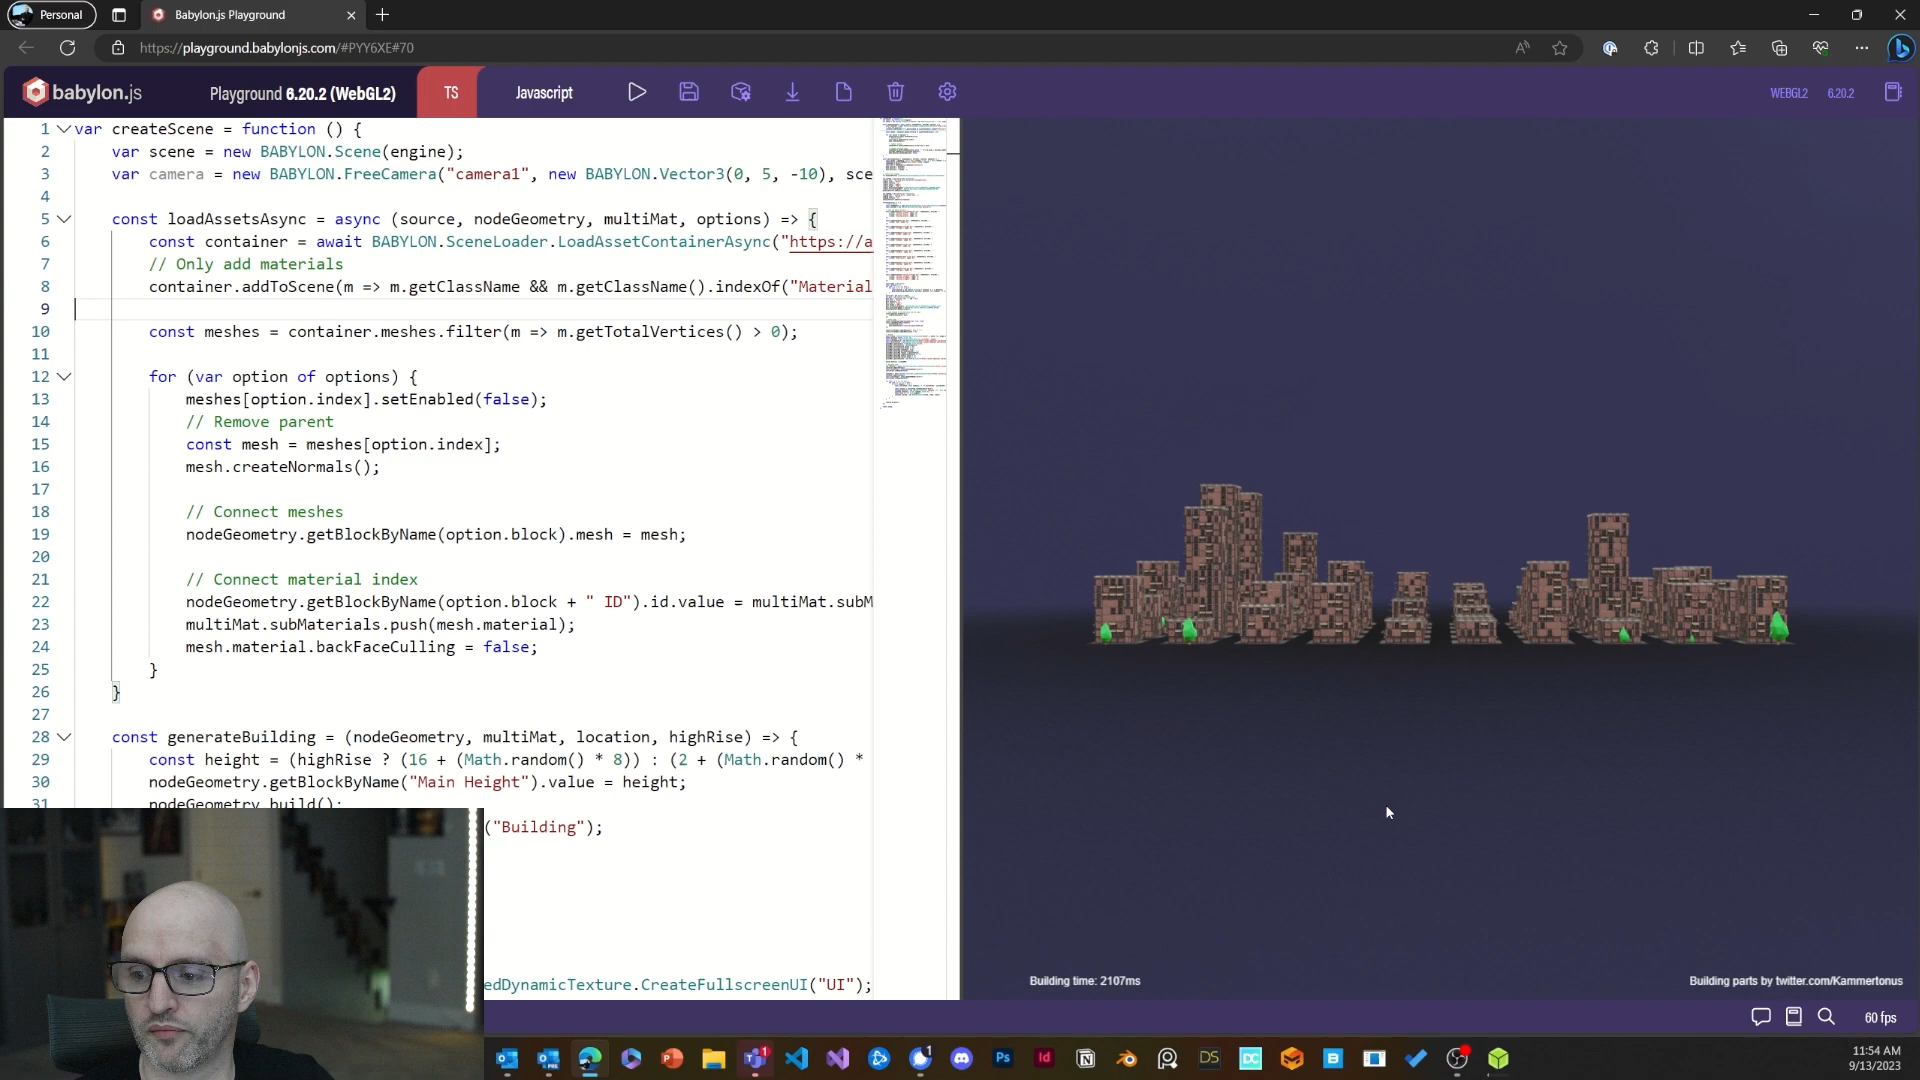 Personal
Babylon.js Playground
https://playground.babylonjs.com/#PYY6XE#70
babylon.js
Playground 6.20.2 (WebGL2)
TS
Javascript
WEBGL2
6.20.2
1 var createScene = function () {
2 var scene = new BABYLON.Scene(engine);
3 var camera = new BABYLON.FreeCamera("camera1", new BABYLON.Vector3(0, 5, -10), sce
4
5 const loadAssetsAsync = async (source, nodeGeometry, multiMat, options) => {
6 const container = await BABYLON.SceneLoader.LoadAssetContainerAsync("https://a
7 // Only add materials
8 container.addToScene(m => m.getClassName && m.getClassName().indexOf("Material
9
10 const meshes = container.meshes.filter(m => m.getTotalVertices() > 0);
11
12 for (var option of options) {
13 meshes[option.index].setEnabled(false);
14 // Remove parent
15 const mesh = meshes[option.index];
16 mesh.createNormals();
17
18 // Connect meshes
19 nodeGeometry.getBlockByName(option.block).mesh = mesh;
20
21 // Connect material index
22 nodeGeometry.getBlockByName(option.block + " ID").id.value = multiMat.subM
23 multiMat.subMaterials.push(mesh.material);
24 mesh.material.backFaceCulling = false;
25 }
26 }
27
28 const generateBuilding = (nodeGeometry, multiMat, location, highRise) => {
29 const height = (highRise ? (16 + (Math.random() * 8)) : (2 + (Math.random() *
30 nodeGeometry.getBlockByName("Main Height").value = height;
31 nodeGeometry.build();
("Building");
edDynamicTexture.CreateFullscreenUI("UI");
Building time: 2107ms
Building parts by twitter.com/Kammertonus
60 fps
11:54 AM
9/13/2023